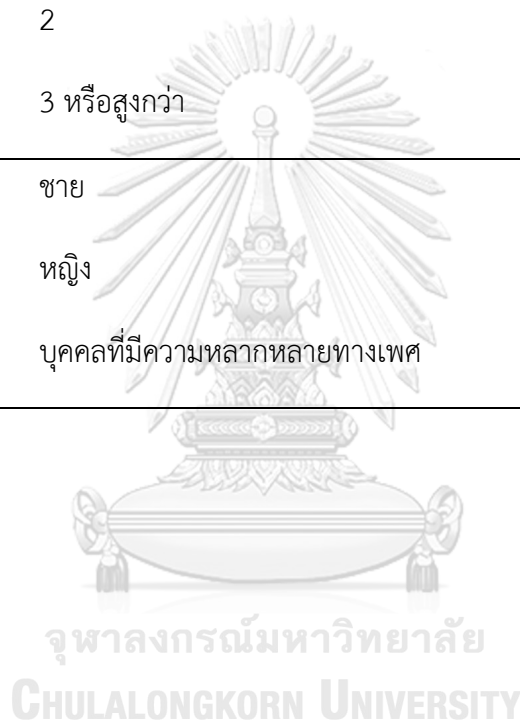 2
3 หรือสูงกว่า
ชาย
หญิง
บุคคลที่มีความหลากหลายทางเพศ
จุฬาลงกรณ์มหาวิทยาลัย
CHULALONGKORN UNIVERSITY